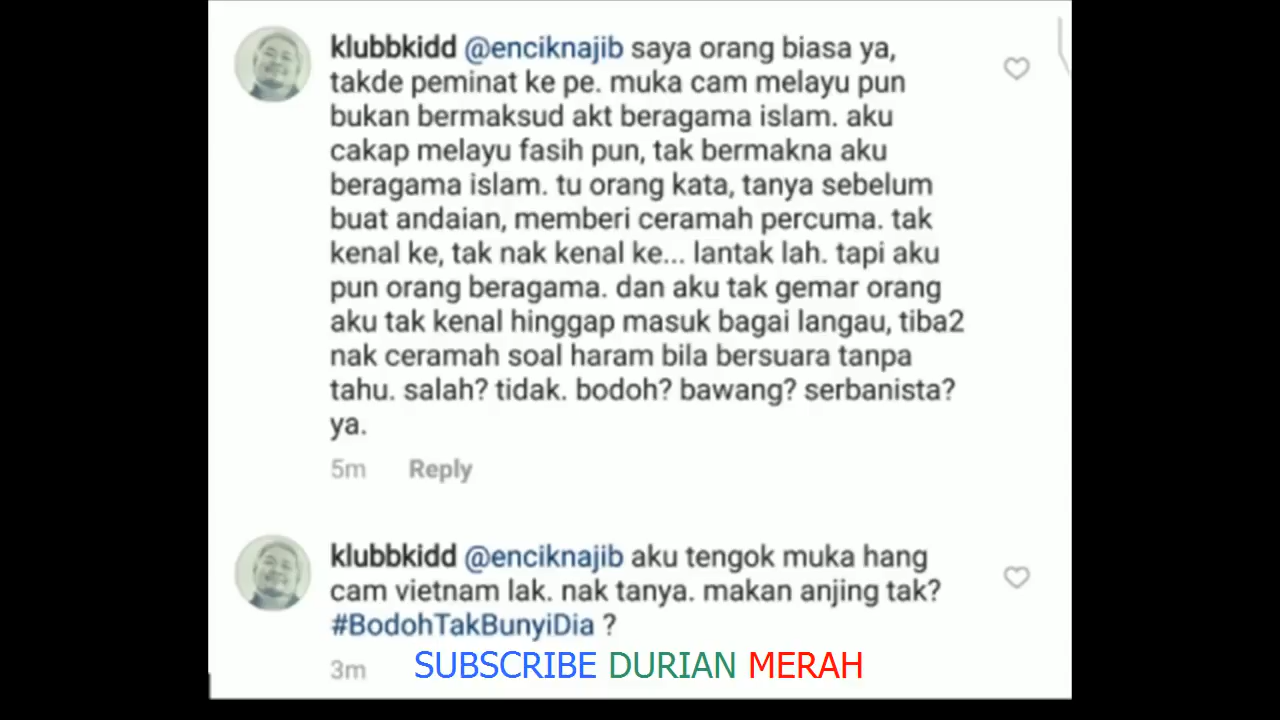 klubbkidd @enciknajib saya orang biasa ya,
takde peminat ke pe. muka cam melayu pun
bukan bermaksud akt beragama islam. aku
cakap melayu fasih pun, tak bermakna aku
beragama islam. tu orang kata, tanya sebelum
buat andaian, memberi ceramah percuma. tak
kenal ke, tak nak kenal ke... lantak lah. tapi aku
pun orang beragama. dan aku tak gemar orang
aku tak kenal hinggap masuk bagai langau, tiba2
nak ceramah soal haram bila bersuara tanpa
tahu. salah? tidak. bodoh? bawang? serbanista?
ya.
5m Reply
klubbkidd @enciknajib aku tengok muka hang
cam vietnam lak. nak tanya. makan anjing tak?
#BodohTakBunyiDia ?
3m
SUBSCRIBE DURIAN MERAH